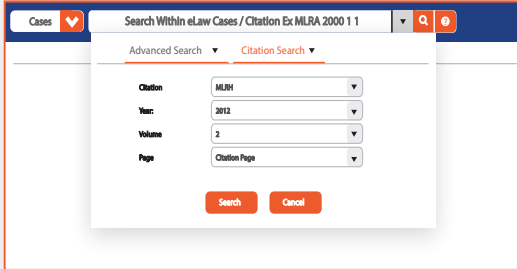 Cases Search Within eLaw Cases / Citation Ex MLRA 2000 1 1 ?
Advanced Search Citation Search
Citation MLRH
Year: 2012
Volume 2
Page Citation Page
Search Cancel